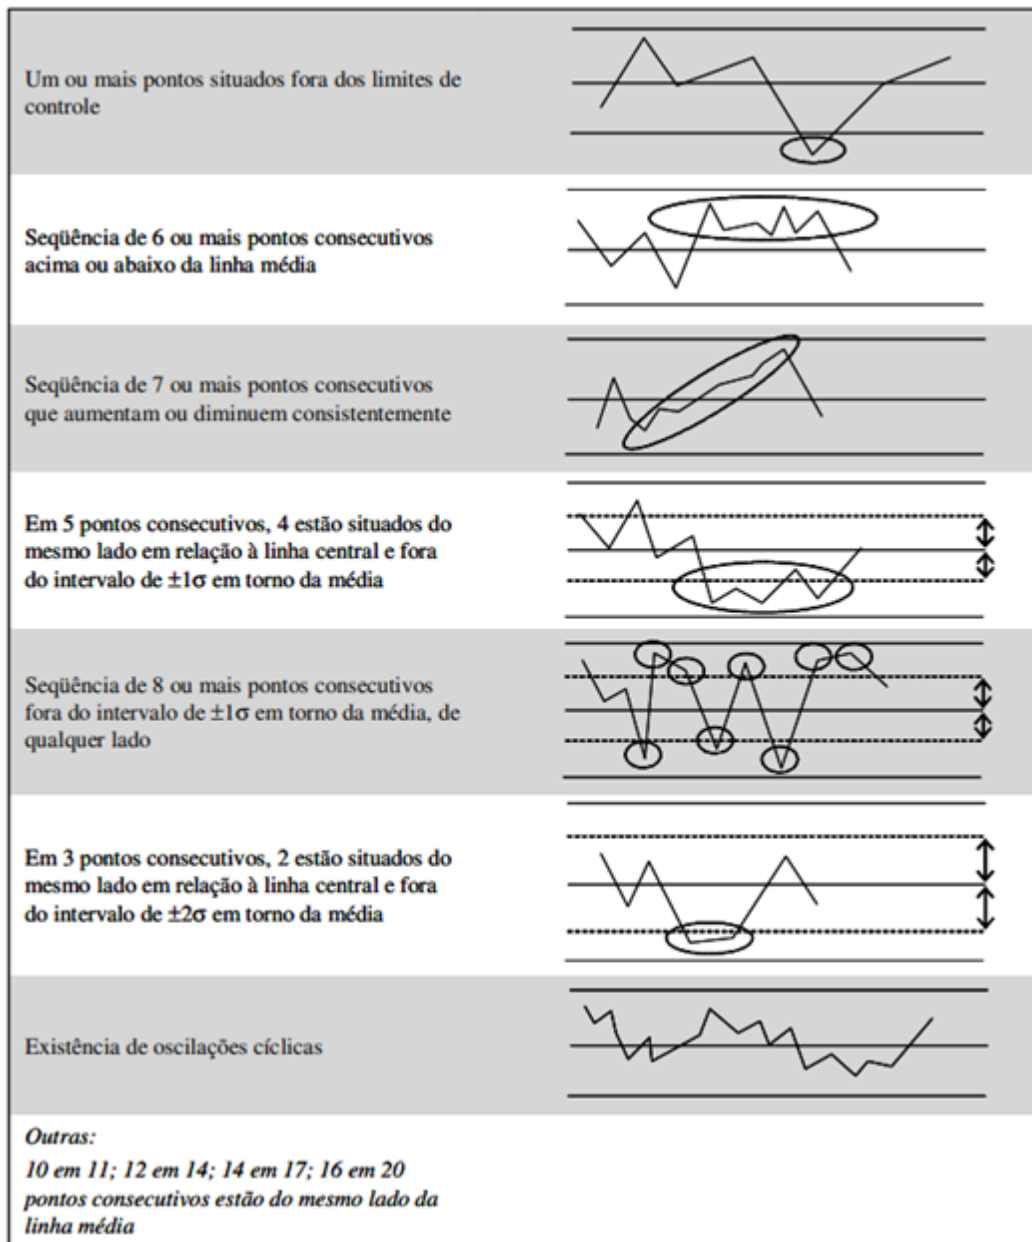 Um ou mais pontos situados fora dos limites de
controle
Seqüência de 6 ou mais pontos consecutivos
acima ou abaixo da linha média
Seqüência de 7 ou mais pontos consecutivos
que aumentam ou diminuem consistentemente
Em 5 pontos consecutivos, 4 estão situados do
mesmo lado em relação à linha central e fora
do intervalo de ±1σ em torno da média
Seqüência de 8 ou mais pontos consecutivos
fora do intervalo de ±1σ em torno da média, de
qualquer lado
Em 3 pontos consecutivos, 2 estão situados do
mesmo lado em relação à linha central e fora
do intervalo de ±2σ em torno da média
Existência de oscilações cíclicas
Outras:
10 em 11; 12 em 14; 14 em 17; 16 em 20
pontos consecutivos estão do mesmo lado da
linha média